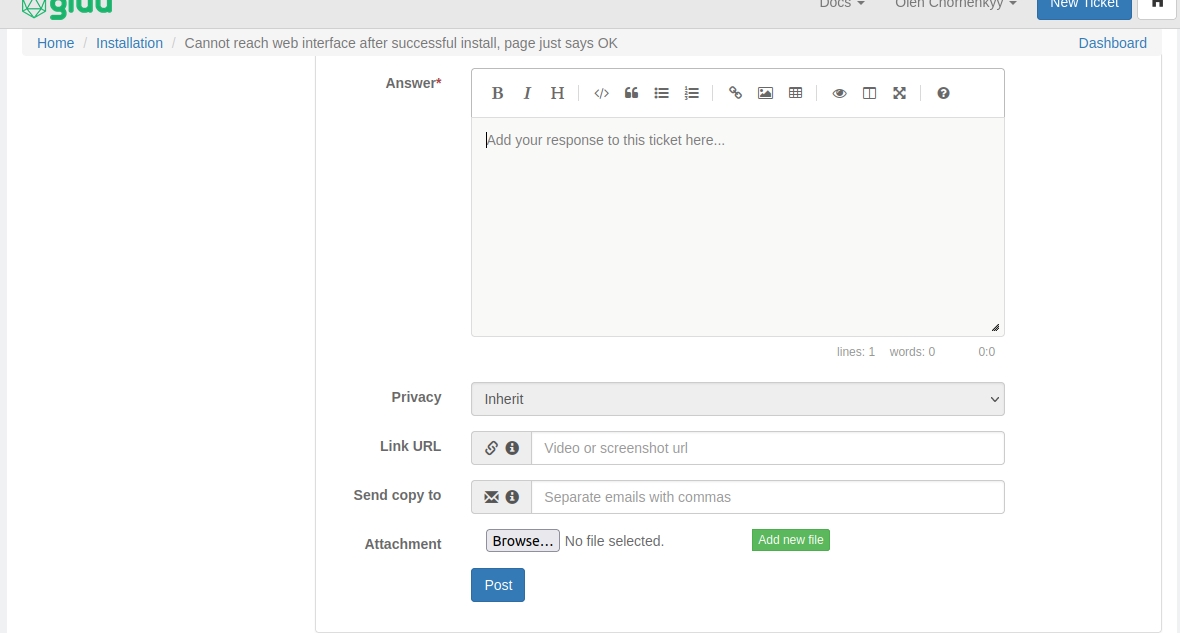 gluu
Docs
Oleh Chornenkyy
New Ticket
Home / Installation / Cannot reach web interface after successful install, page just says OK
Dashboard
Answer*
B I H
Add your response to this ticket here...
lines: 1 words: 0 0:0
Privacy
Inherit
Link URL
Video or screenshot url
Send copy to
Separate emails with commas
Attachment
Browse... No file selected.
Add new file
Post